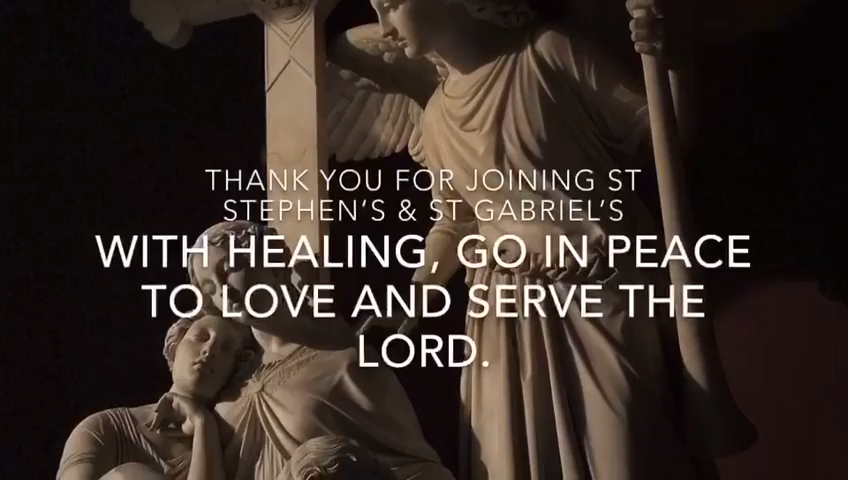 THANK YOU FOR JOINING ST
STEPHEN'S & ST GABRIEL'S
WITH HEALING, GO IN PEACE
TO LOVE AND SERVE THE
LORD.